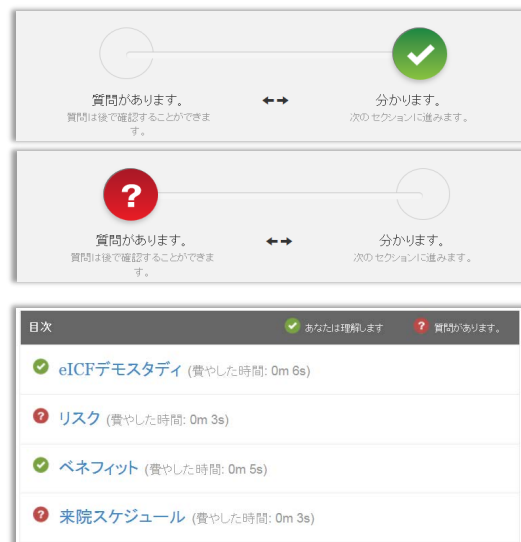 質問があります。
質問は後で確認することができま
す。
分かります。
次のセクションに進みます。
?
質問があります。
質問は後で確認することができま
す。
分かります。
次のセクションに進みます。
目次 あなたは理解します ? 質問があります。
eICFデモスタディ (費やした時間: 0m 6s)
? リスク (費やした時間: 0m 3s)
ベネフィット (費やした時間: 0m 5s)
? 来院スケジュール (費やした時間: 0m 3s)